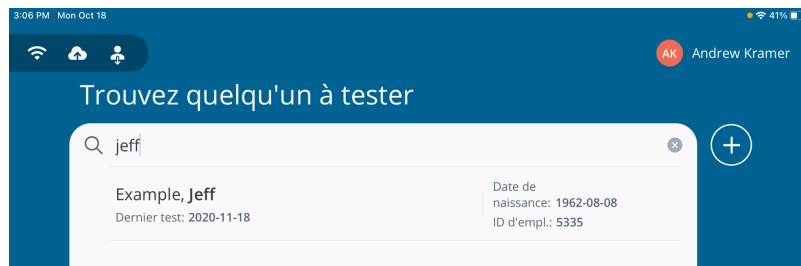 3:06 PM Mon Oct 18
41%
AK Andrew Kramer
Trouvez quelqu'un à tester
jeff
Example, Jeff
Dernier test: 2020-11-18
Date de
naissance: 1962-08-08
ID d'empl.: 5335